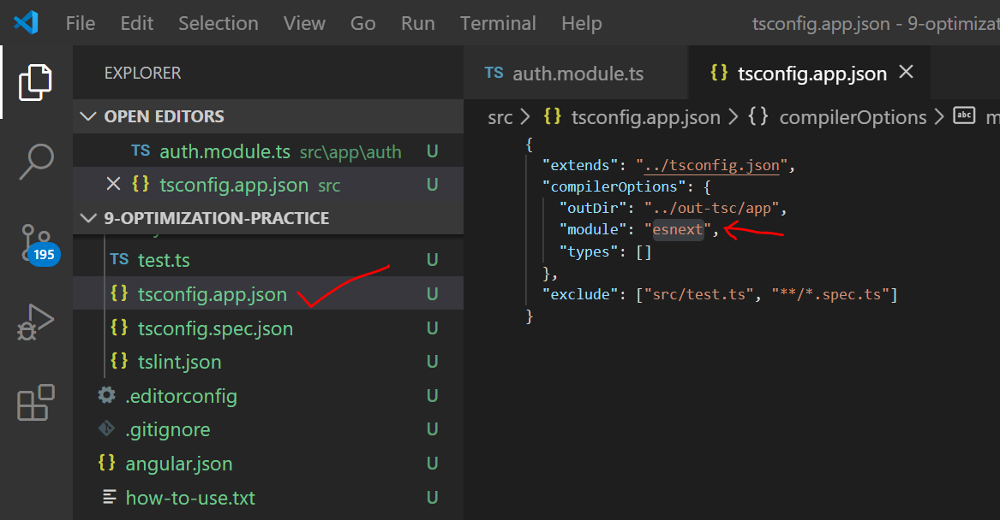 File Edit Selection View Go Run Terminal Help tsconfig.app.json - 9-optimizat
EXPLORER
OPEN EDITORS
TS auth.module.ts src\app\auth U
{} tsconfig.app.json src U
9-OPTIMIZATION-PRACTICE
TS test.ts U
{} tsconfig.app.json U
{} tsconfig.spec.json U
{} tslint.json U
.editorconfig U
.gitignore U
{} angular.json U
how-to-use.txt U
195
TS auth.module.ts {} tsconfig.app.json
src > {} tsconfig.app.json > {} compilerOptions > abc m
{
"extends": "../tsconfig.json",
"compilerOptions": {
"outDir": "../out-tsc/app",
"module": "esnext",
"types": []
},
"exclude": ["src/test.ts", "**/*.spec.ts"]
}